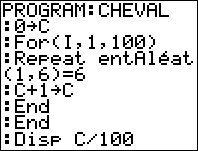 PROGRAM:CHEVAL
:0→C
:For(I,1,100)
:Repeat entAléat
(1,6)=6
:C+1→C
:End
:End
:Disp C/100